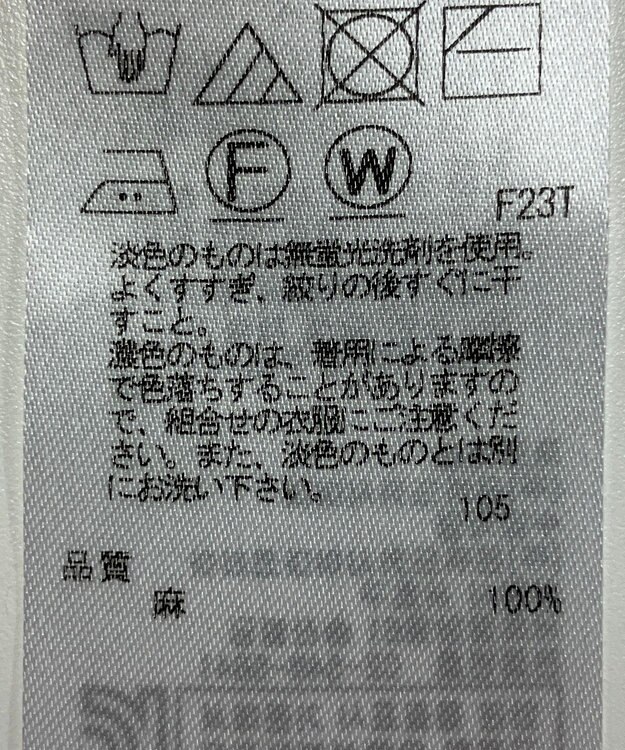 F W
F23T
淡色のものは無蛍光洗剤を使用。
よくすすぎ、絞りの後すぐに干
すこと。
濃色のものは、着用による摩擦
で色落ちすることがありますの
で、組合せの衣服にご注意くだ
さい。また、淡色のものとは別
にお洗い下さい。
105
品質
麻 100%